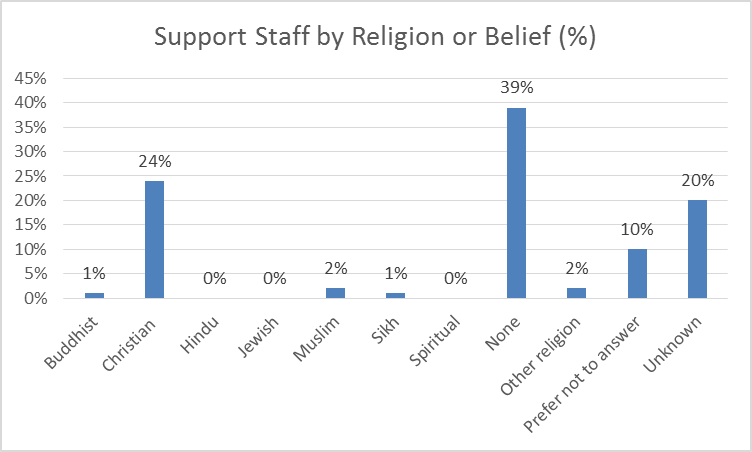 Support Staff by Religion or Belief (%)
45%
40%
35%
30%
25%
20%
15%
10%
5%
0%
1%
24%
0%
0%
2%
1%
0%
39%
2%
10%
20%
Buddhist
Christian
Hindu
Jewish
Muslim
Sikh
Spiritual
None
Other religion
Prefer not to answer
Unknown